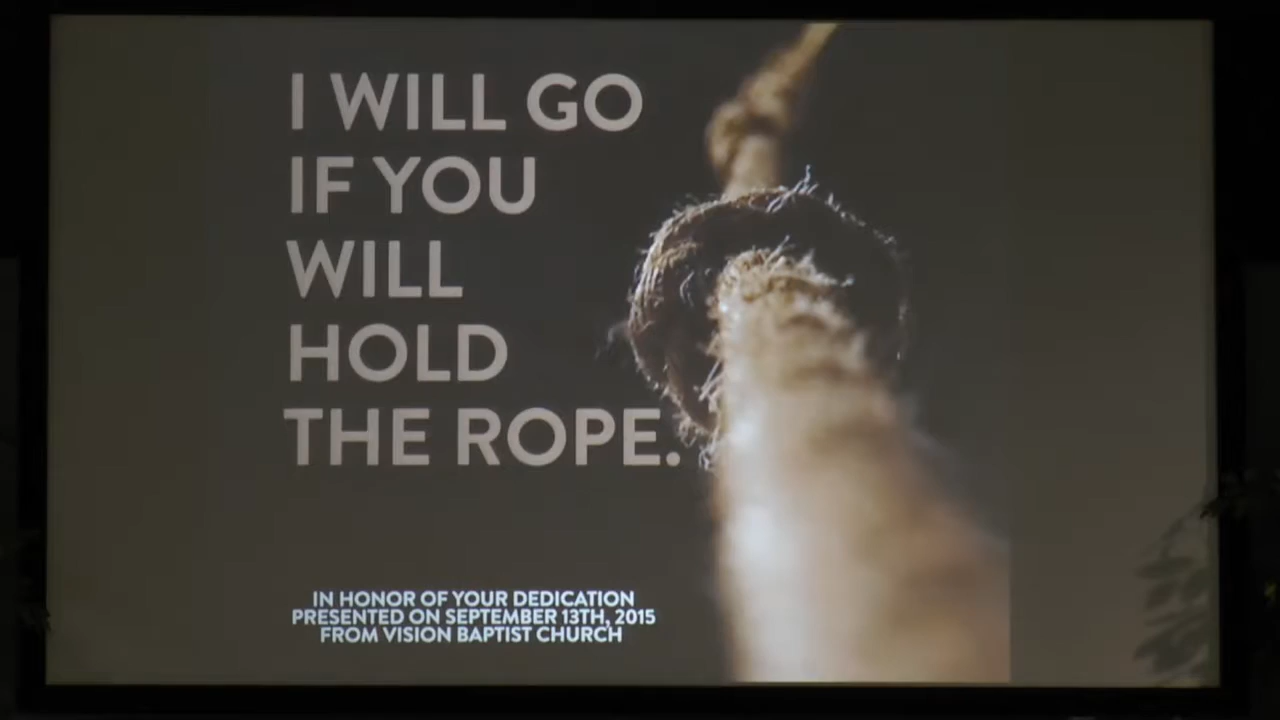 I WILL GO
IF YOU
WILL
HOLD
THE ROPE.
IN HONOR OF YOUR DEDICATION
PRESENTED ON SEPTEMBER 13TH, 2015
FROM VISION BAPTIST CHURCH